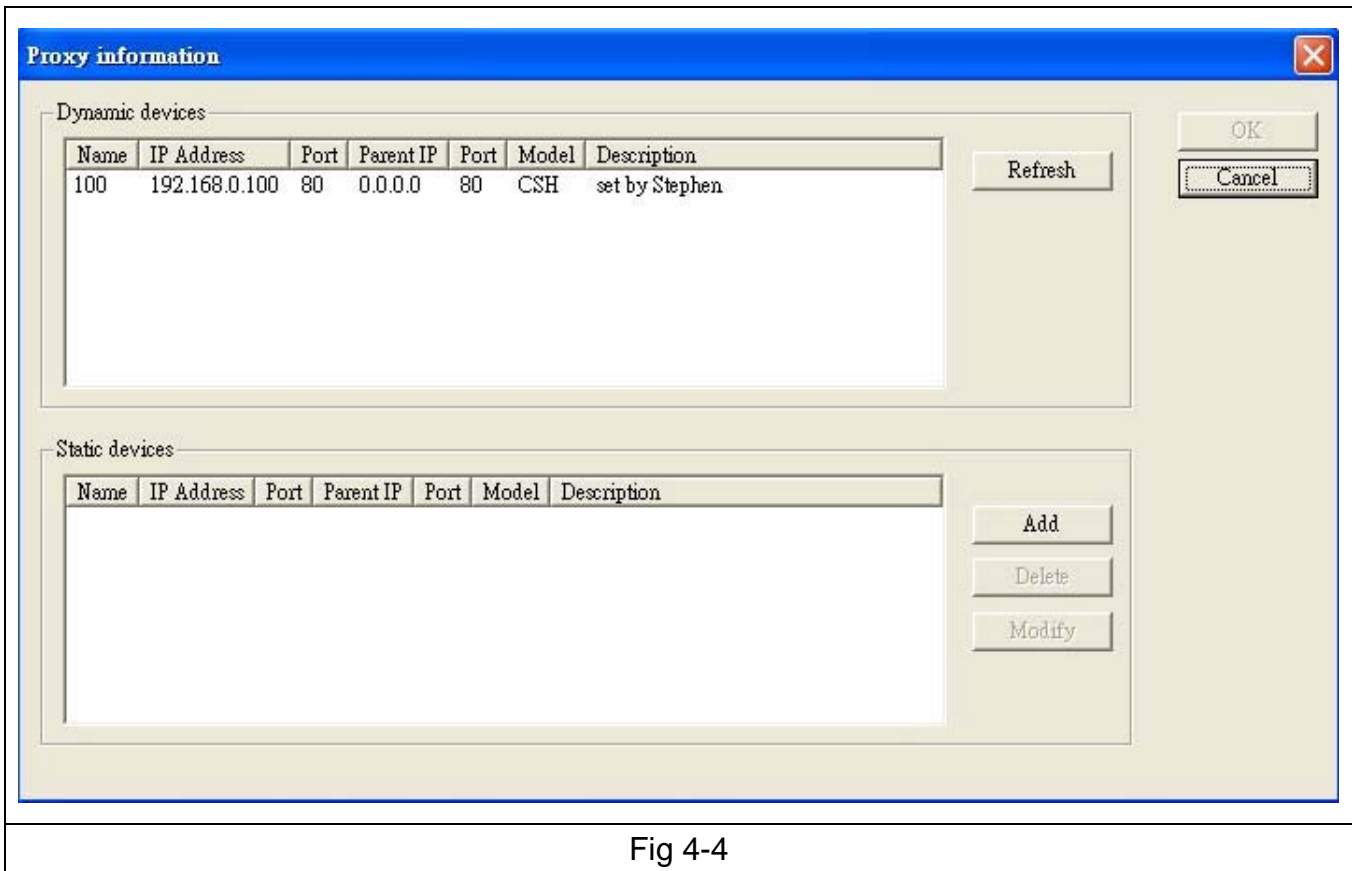 Proxy information
Dynamic devices
OK
Name IP Address Port Parent IP Port Model Description
Refresh
Cancel
100 192.168.0.100 80 0.0.0.0 80 CSH set by Stephen
Static devices
Name IP Address Port Parent IP Port Model Description
Add
Delete
Modify
Fig 4-4